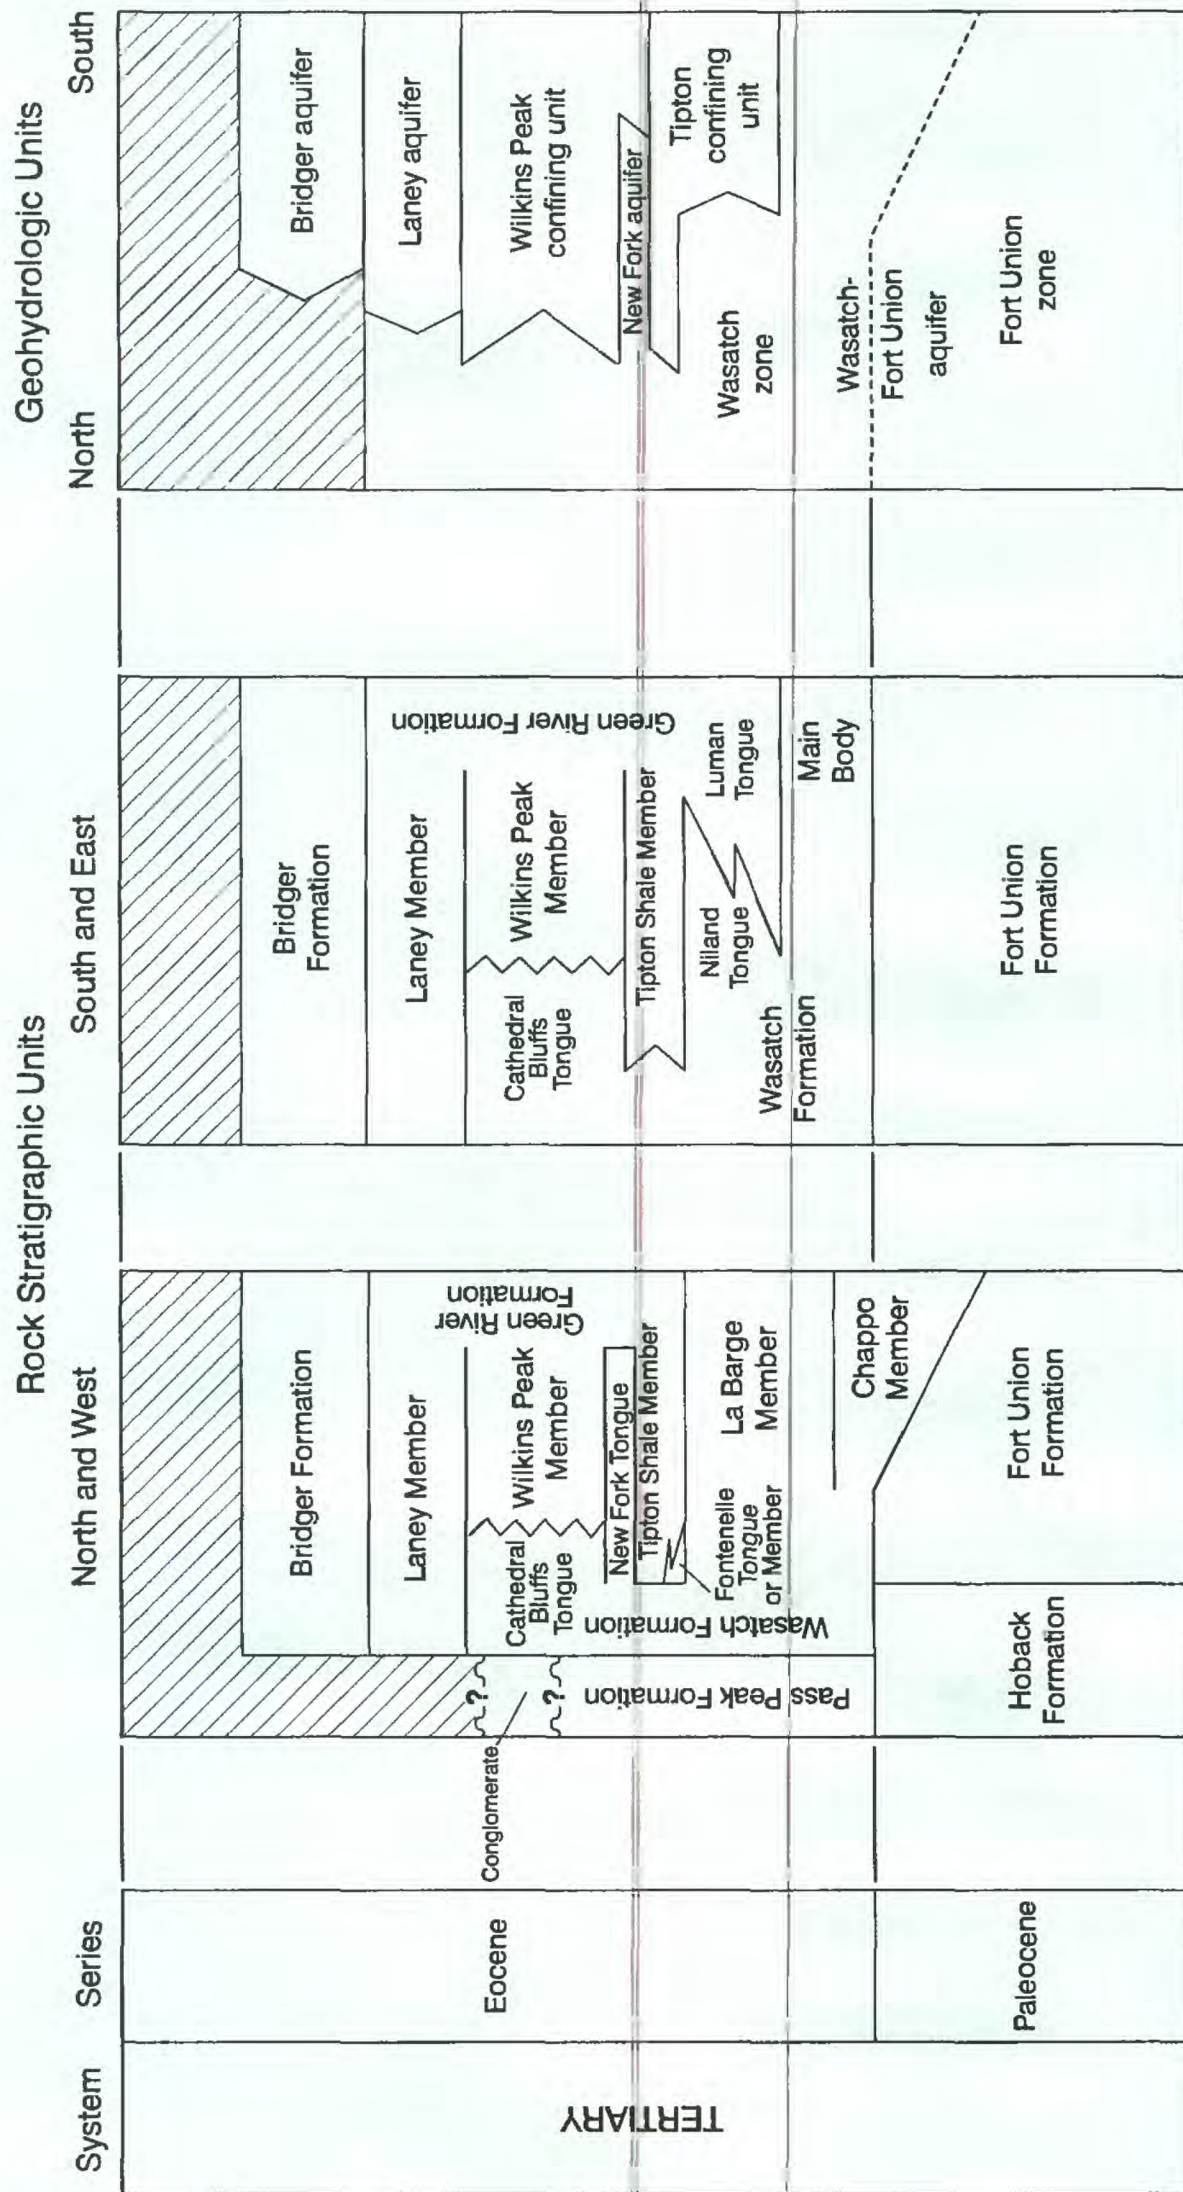 Rock Stratigraphic Units
Geohydrologic Units
System
Series
North and West
South and East
North
South
TERTIARY
Eocene
Paleocene
Conglomerate
?
?
Pass Peak Formation
Hoback
Formation
Bridger Formation
Laney Member
Cathedral
Bluffs
Tongue
Wilkins Peak
Member
Green River
Formation
New Fork Tongue
Tipton Shale Member
Fontenelle
Tongue
or Member
La Barge
Member
Wasatch Formation
Chappo
Member
Fort Union
Formation
Bridger
Formation
Laney Member
Cathedral
Bluffs
Tongue
Wilkins Peak
Member
Green River Formation
Tipton Shale Member
Niland
Tongue
Luman
Tongue
Wasatch
Formation
Main
Body
Fort Union
Formation
Bridger aquifer
Laney aquifer
Wilkins Peak
confining unit
New Fork aquifer
Tipton
confining
unit
Wasatch
zone
Wasatch-
Fort Union
aquifer
Fort Union
zone